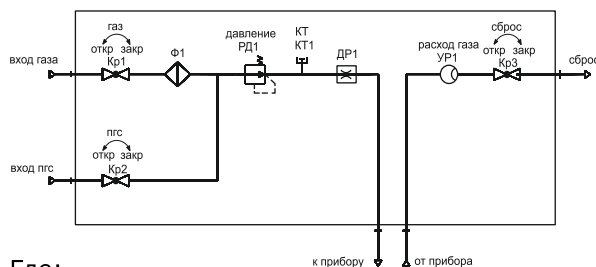 газ
откр закр
Кр1
вход газа
Ф1
давление
РД1
КТ
КТ1
ДР1
расход газа
УР1
сброс
откр закр
Кр3
сброс
пгс
откр закр
Кр2
вход пгс
к прибору
от прибора
Где: